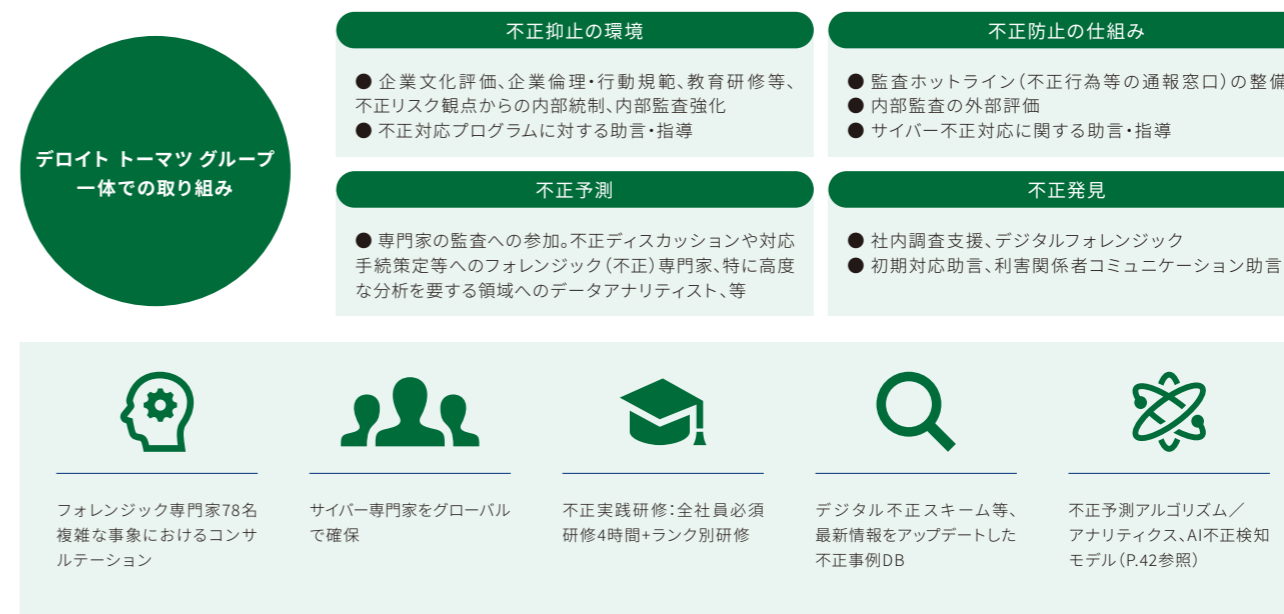 デロイト トーマツ グループ
一体での取り組み
不正抑止の環境
● 企業文化評価、企業倫理・行動規範、教育研修等、
不正リスク観点からの内部統制、内部監査強化
● 不正対応プログラムに対する助言・指導
不正防止の仕組み
● 監査ホットライン（不正行為等の通報窓口）の整備
● 内部監査の外部評価
● サイバー不正対応に関する助言・指導
不正予測
● 専門家の監査への参加。不正ディスカッションや対応
手続策定等へのフォレンジック（不正）専門家、特に高度
な分析を要する領域へのデータアナリティスト、等
不正発見
● 社内調査支援、デジタルフォレンジック
● 初期対応助言、利害関係者コミュニケーション助言
フォレンジック専門家78名
複雑な事象におけるコンサ
ルテーション
サイバー専門家をグローバル
で確保
不正実践研修：全社員必須
研修4時間+ランク別研修
デジタル不正スキーム等、
最新情報をアップデートした
不正事例DB
不正予測アルゴリズム／
アナリティクス、AI不正検知
モデル（P.42参照）